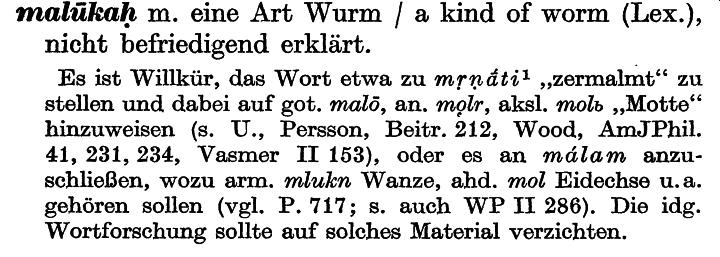 malūkaḥ m. eine Art Wurm / a kind of worm (Lex.),
nicht befriedigend erklärt.
Es ist Willkür, das Wort etwa zu mr̥ṇā́ti¹ „zermalmt“ zu
stellen und dabei auf got. malō, an. mǫlr, aksl. molь „Motte“
hinzuweisen (s. U., Persson, Beitr. 212, Wood, AmJPhil.
41, 231, 234, Vasmer II 153), oder es an málam anzu-
schließen, wozu arm. mlukn Wanze, ahd. mol Eidechse u. a.
gehören sollen (vgl. P. 717; s. auch WP II 286). Die idg.
Wortforschung sollte auf solches Material verzichten.